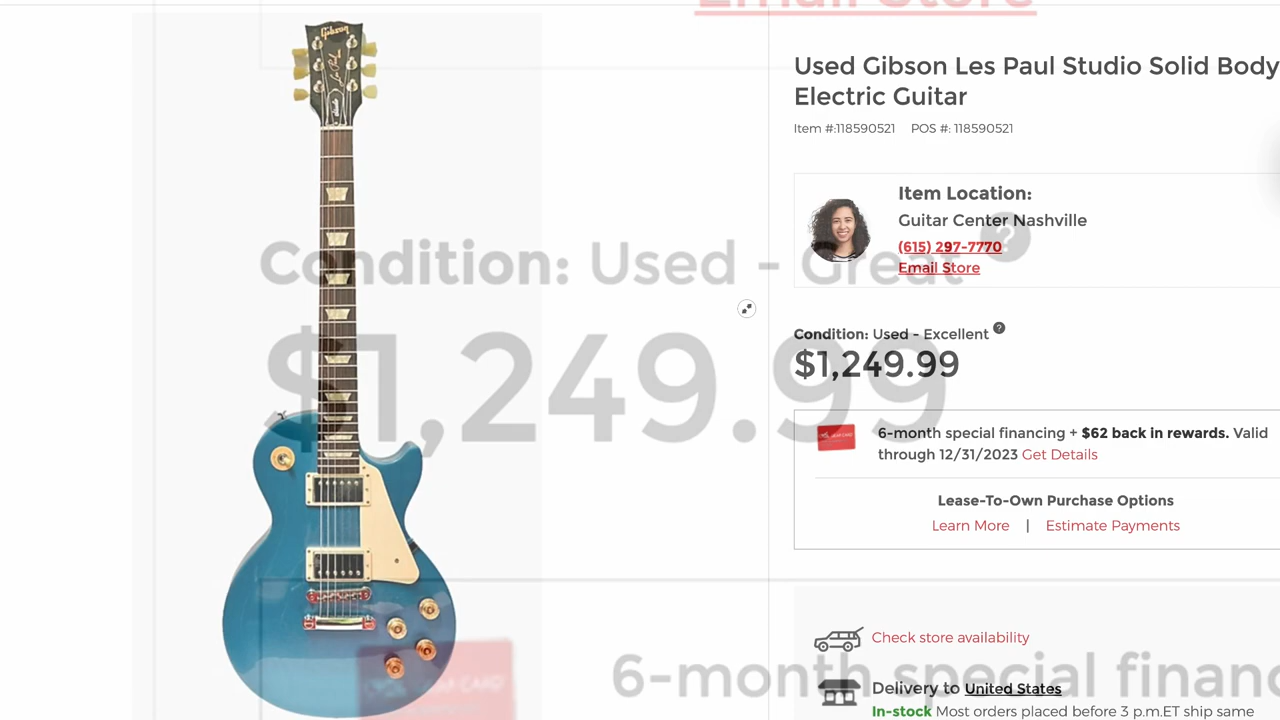 Email Store
Gibson
Used Gibson Les Paul Studio Solid Body
Electric Guitar
Item #:118590521 POS #: 118590521
Item Location:
Guitar Center Nashville
(615) 297-7770
Email Store
Condition: Used - Great ?
Condition: Used - Excellent ?
$1,249.99
$1,249.99
6-month special financing + $62 back in rewards. Valid
through 12/31/2023 Get Details
Lease-To-Own Purchase Options
Learn More | Estimate Payments
Check store availability
6-month special financ
Delivery to United States
In-stock Most orders placed before 3 p.m.ET ship same